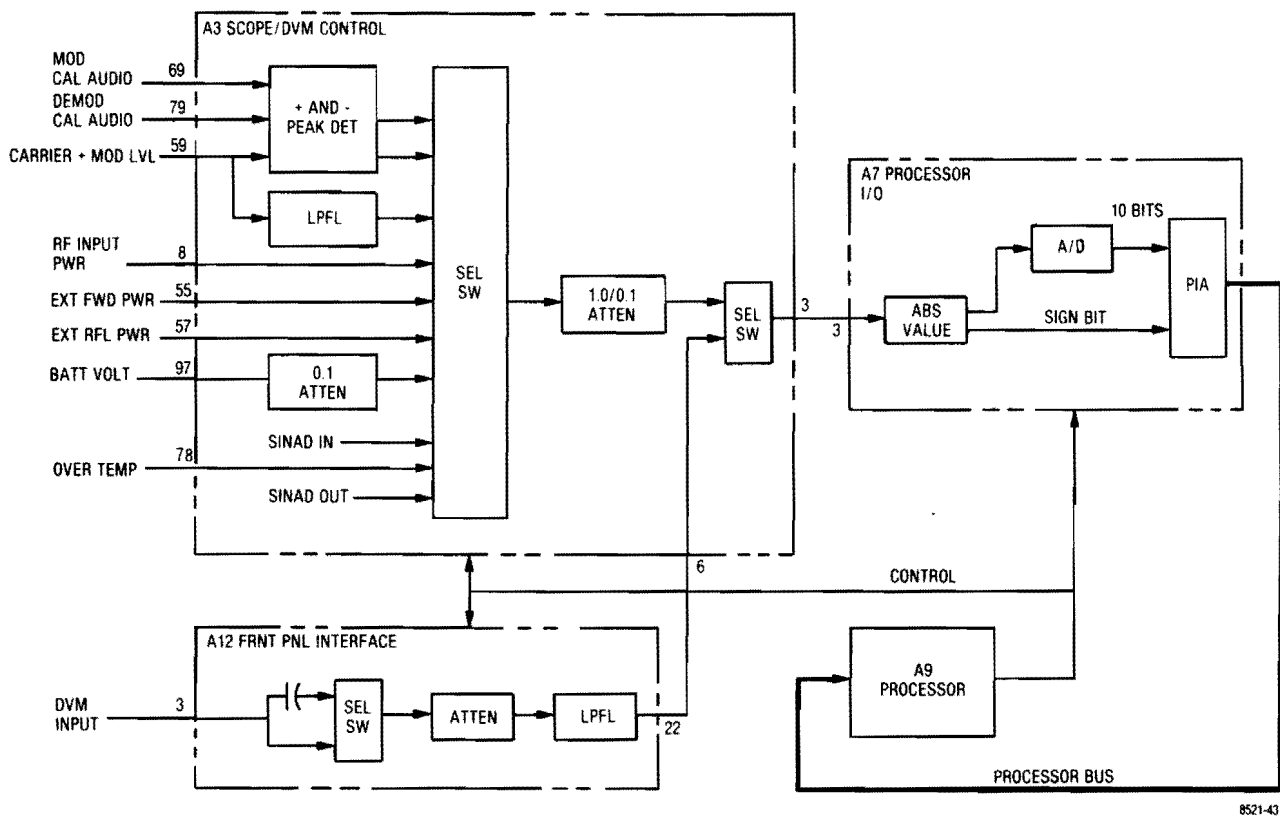 A3 SCOPE/DVM CONTROL
MOD
CAL AUDIO
69
DEMOD
CAL AUDIO
79
CARRIER + MOD LVL
59
+ AND -
PEAK DET
LPFL
RF INPUT
PWR
8
EXT FWD PWR
55
EXT RFL PWR
57
BATT VOLT
97
0.1
ATTEN
SINAD IN
OVER TEMP
78
SINAD OUT
SEL
SW
1.0/0.1
ATTEN
SEL
SW
3
3
6
A7 PROCESSOR
I/O
10 BITS
A/D
ABS
VALUE
SIGN BIT
PIA
CONTROL
A12 FRNT PNL INTERFACE
DVM
INPUT
3
SEL
SW
ATTEN
LPFL
22
A9
PROCESSOR
PROCESSOR BUS
8521-43